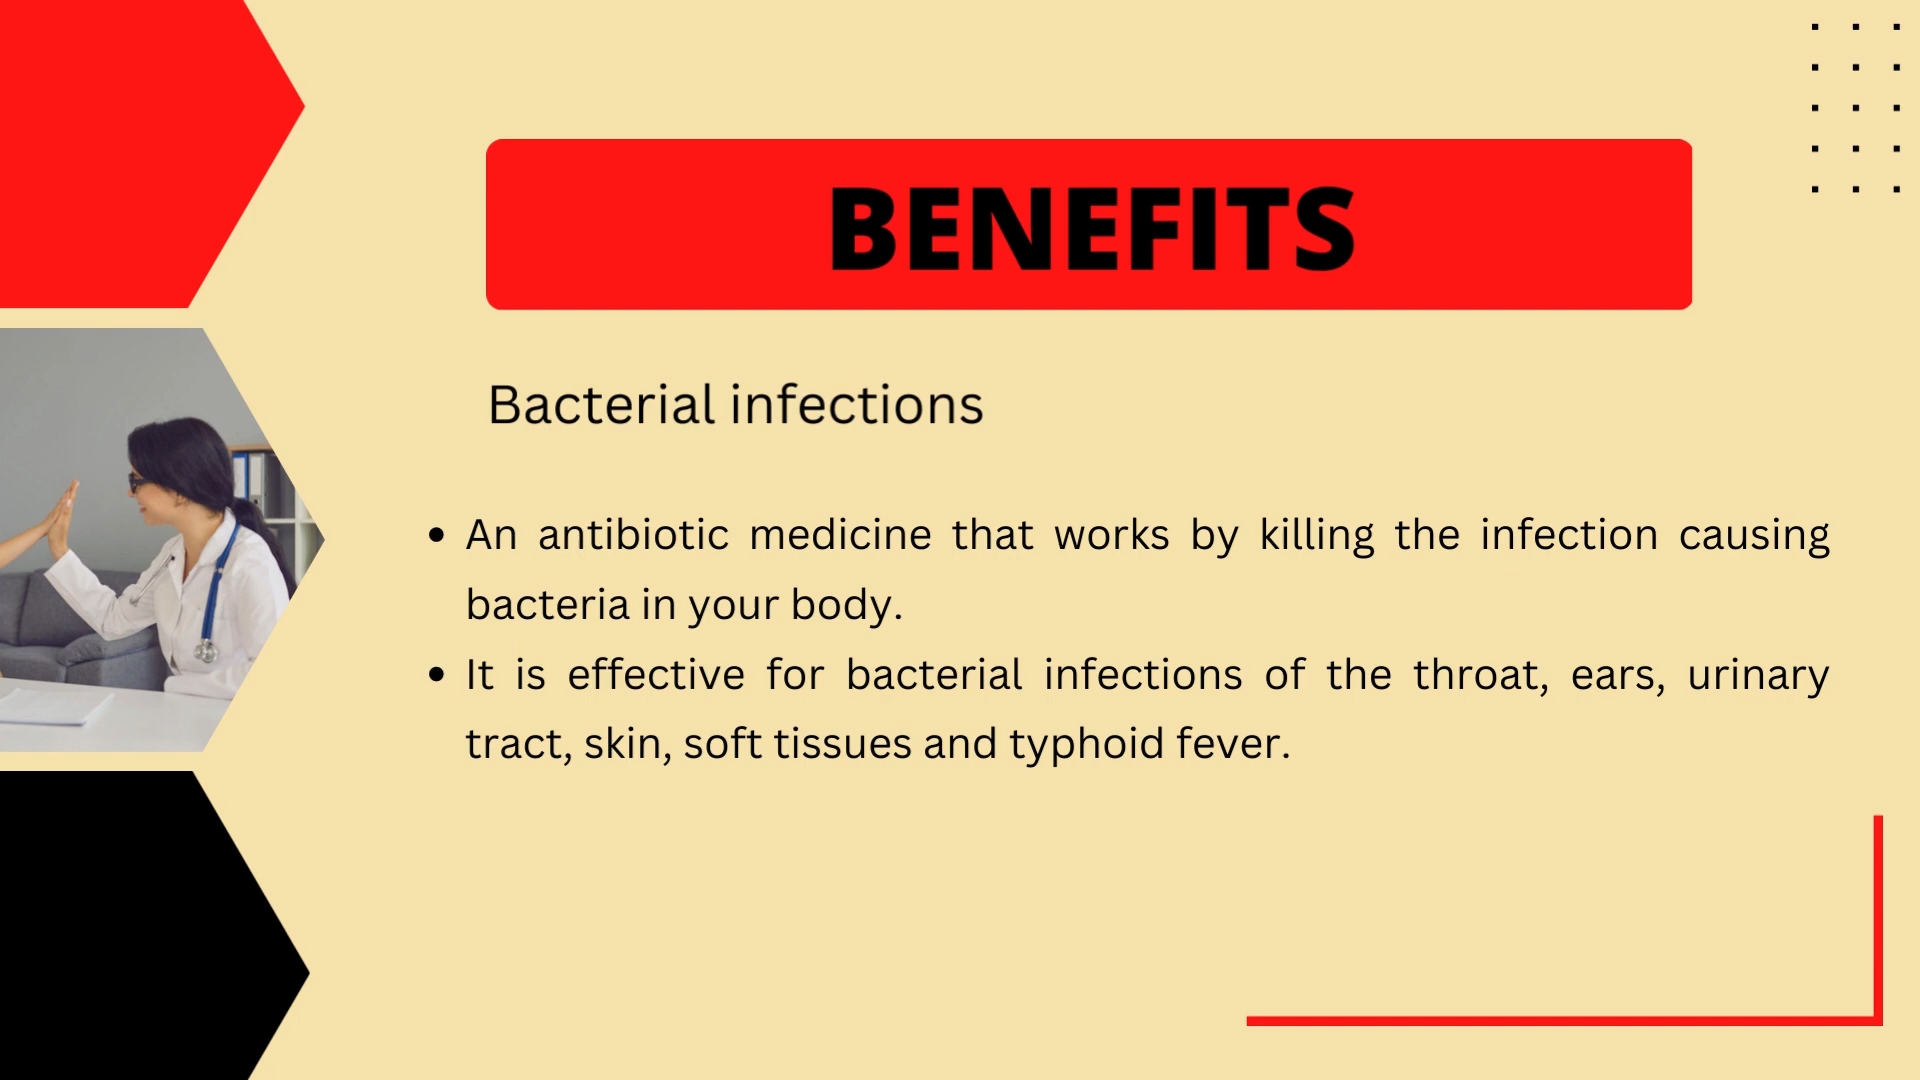 BENEFITS
Bacterial infections
• An antibiotic medicine that works by killing the infection causing
bacteria in your body.
• It is effective for bacterial infections of the throat, ears, urinary
tract, skin, soft tissues and typhoid fever.